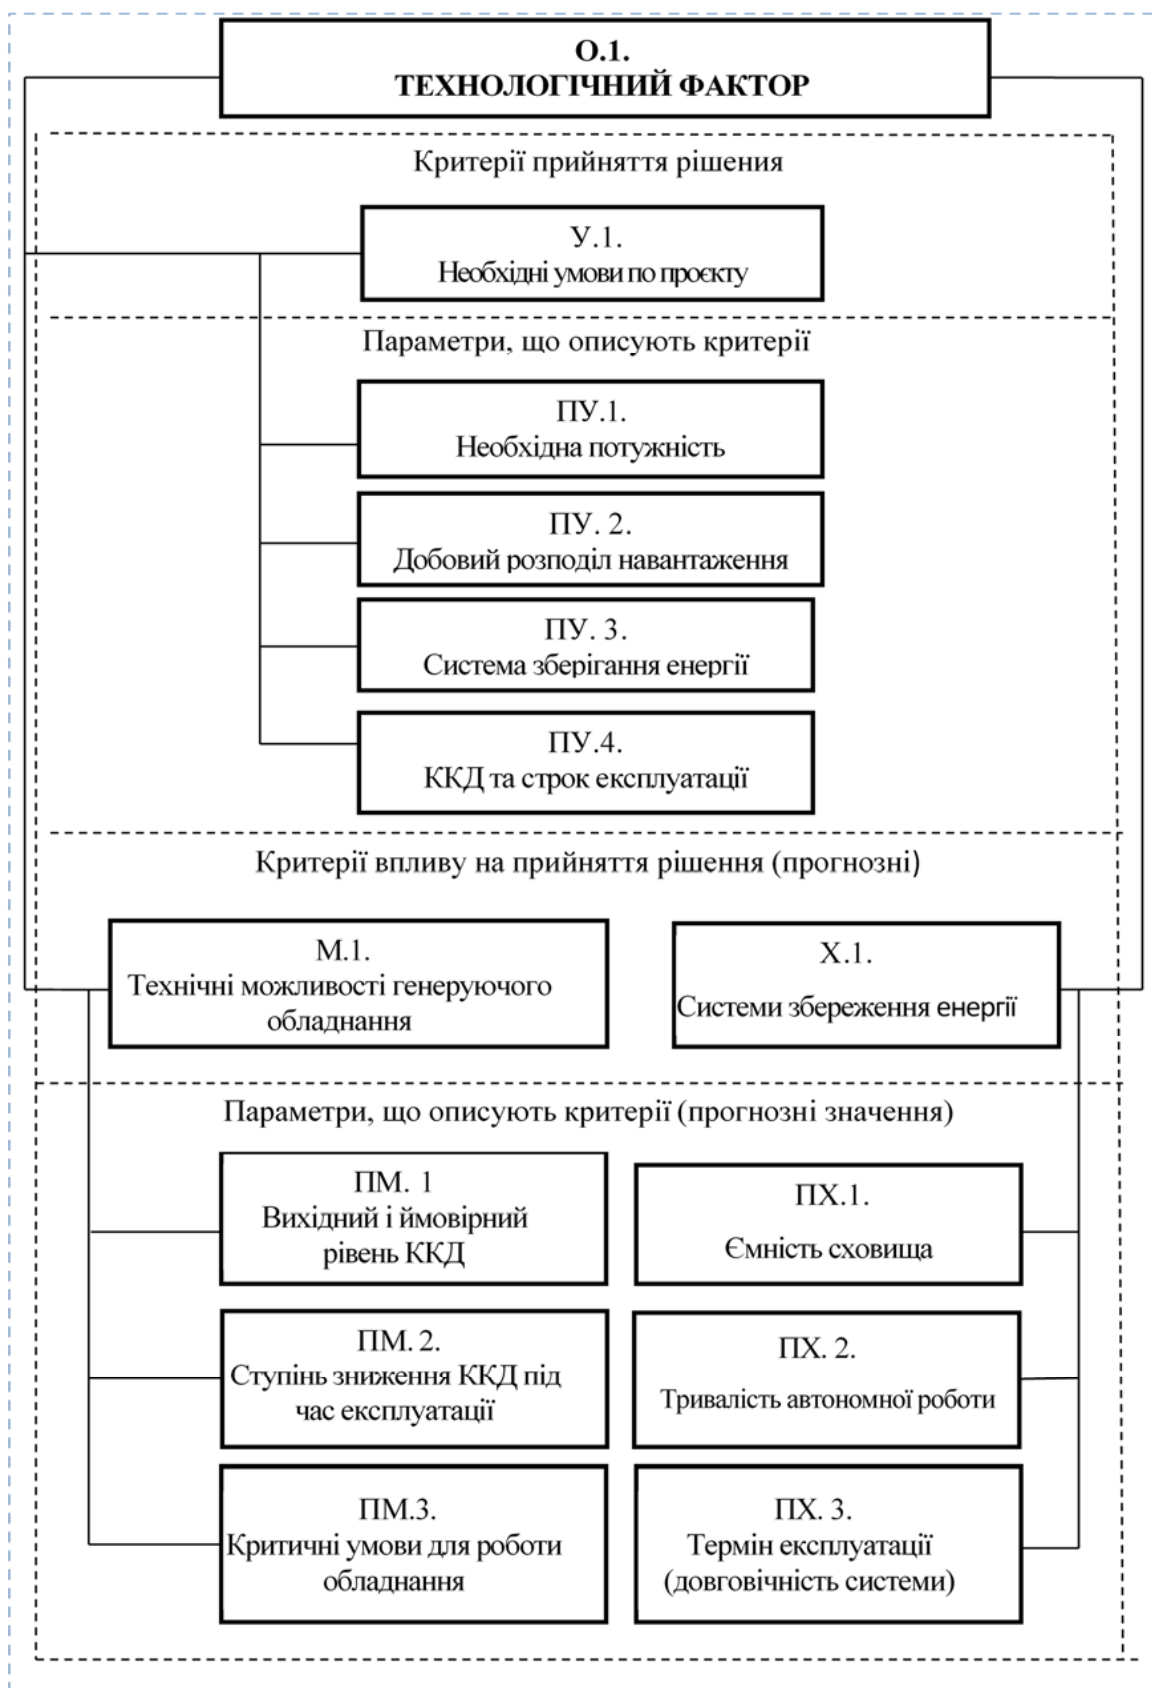 О.1.
ТЕХНОЛОГІЧНИЙ ФАКТОР
Критерії прийняття рішення
У.1.
Необхідні умови по проєкту
Параметри, що описують критерії
ПУ.1.
Необхідна потужність
ПУ. 2.
Добовий розподіл навантаження
ПУ. 3.
Система зберігання енергії
ПУ.4.
ККД та строк експлуатації
Критерії впливу на прийняття рішення (прогнозні)
М.1.
Технічні можливості генеруючого
обладнання
Х.1.
Системи збереження енергії
Параметри, що описують критерії (прогнозні значення)
ПМ. 1
Вихідний і ймовірний
рівень ККД
ПХ.1.
Ємність сховища
ПМ. 2.
Ступінь зниження ККД під
час експлуатації
ПХ. 2.
Тривалість автономної роботи
ПМ.3.
Критичні умови для роботи
обладнання
ПХ. 3.
Термін експлуатації
(довговічність системи)